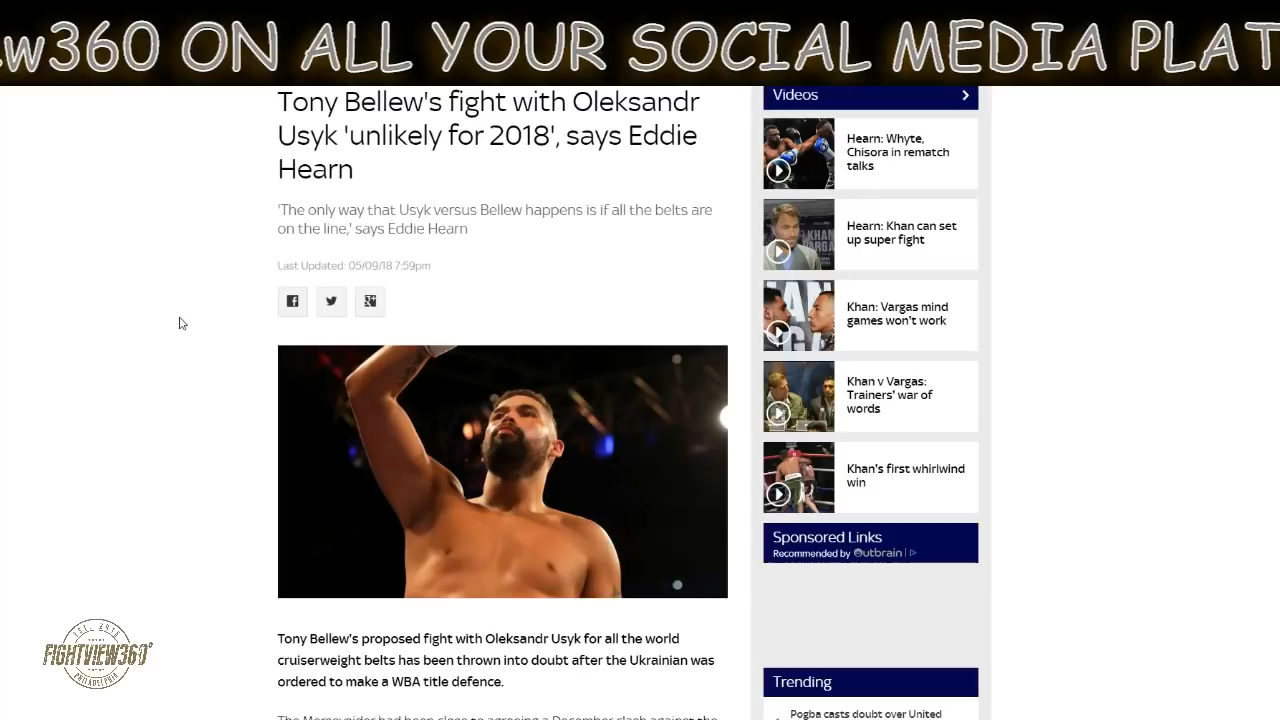 w360 ON ALL YOUR SOCIAL MEDIA PLAT
Tony Bellew's fight with Oleksandr
Usyk 'unlikely for 2018', says Eddie
Hearn
'The only way that Usyk versus Bellew happens is if all the belts are
on the line,' says Eddie Hearn
Last Updated: 05/09/18 7:59pm
Tony Bellew's proposed fight with Oleksandr Usyk for all the world
cruiserweight belts has been thrown into doubt after the Ukrainian was
ordered to make a WBA title defence.
Videos
Hearn: Whyte,
Chisora in rematch
talks
Hearn: Khan can set
up super fight
Khan: Vargas mind
games won't work
Khan v Vargas:
Trainers' war of
words
Khan's first whirlwind
win
Sponsored Links
Recommended by Outbrain
Trending
Pogba casts doubt over United
FIGHTVIEW360°
PHILADELPHIA